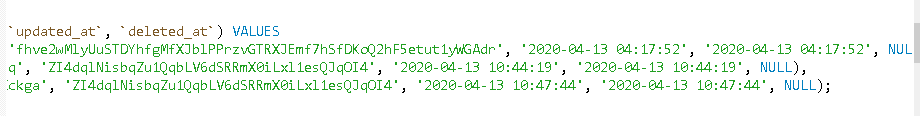 `updated_at`, `deleted_at`) VALUES
'fhve2wMlyUuSTDYhfgMfXJblPPrzvGTRXJEmf7hSfDKoQ2hF5etut1yWGAdr', '2020-04-13 04:17:52', '2020-04-13 04:17:52', NUL
q', 'ZI4dqlNisbqZu1QqbLV6dSRRmX0iLxl1esQJqOI4', '2020-04-13 10:44:19', '2020-04-13 10:44:19', NULL),
ckga', 'ZI4dqlNisbqZu1QqbLV6dSRRmX0iLxl1esQJqOI4', '2020-04-13 10:47:44', '2020-04-13 10:47:44', NULL);